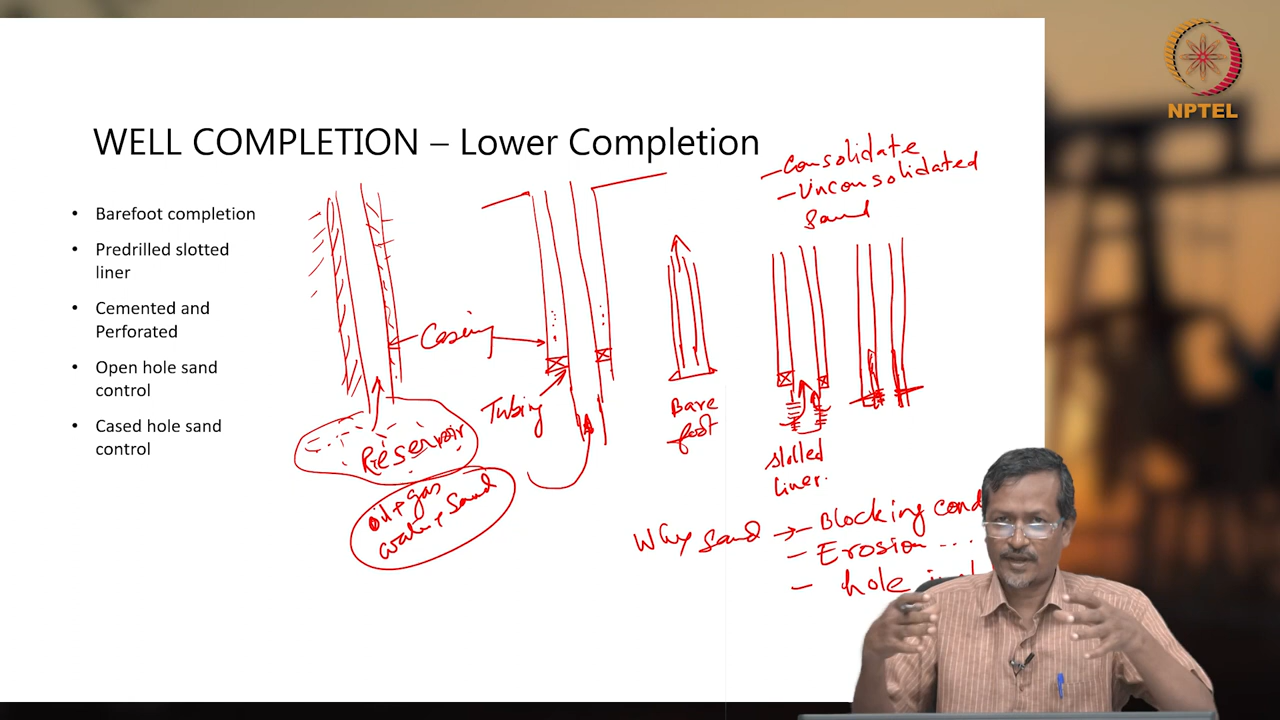 NPTEL
WELL COMPLETION – Lower Completion
• Barefoot completion
• Predrilled slotted
liner
• Cemented and
Perforated
• Open hole sand
control
• Cased hole sand
control
Casing
Tubing
Reservoir
oil + gas
water + Sand
Bare
foot
- Consolidate
- Unconsolidated
Sand
Slotted
liner.
Why sand → - Blocking
- Erosion ...
- hole